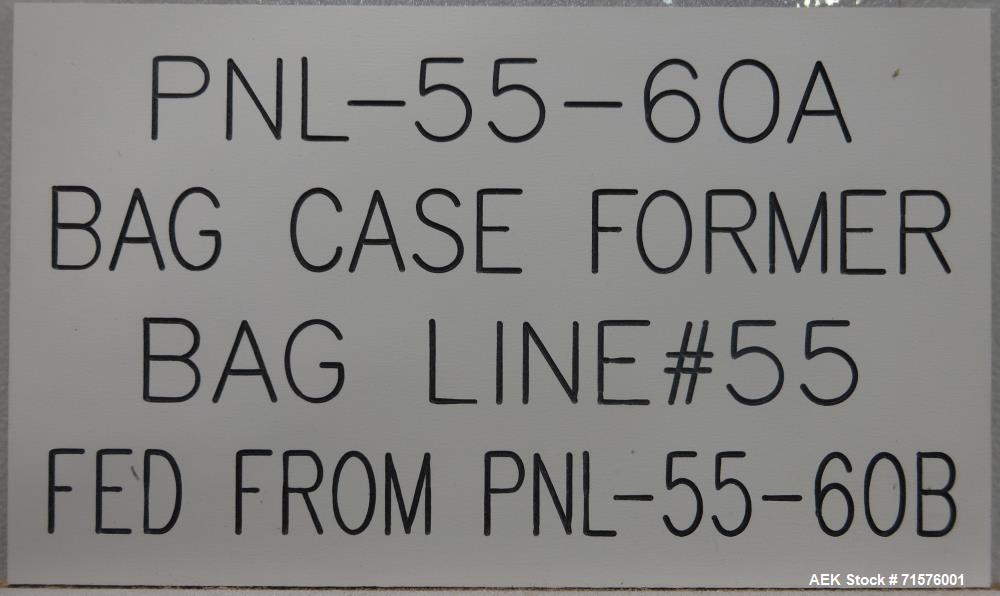 PNL-55-60A
BAG CASE FORMER
BAG LINE#55
FED FROM PNL-55-60B
AEK Stock # 71576001